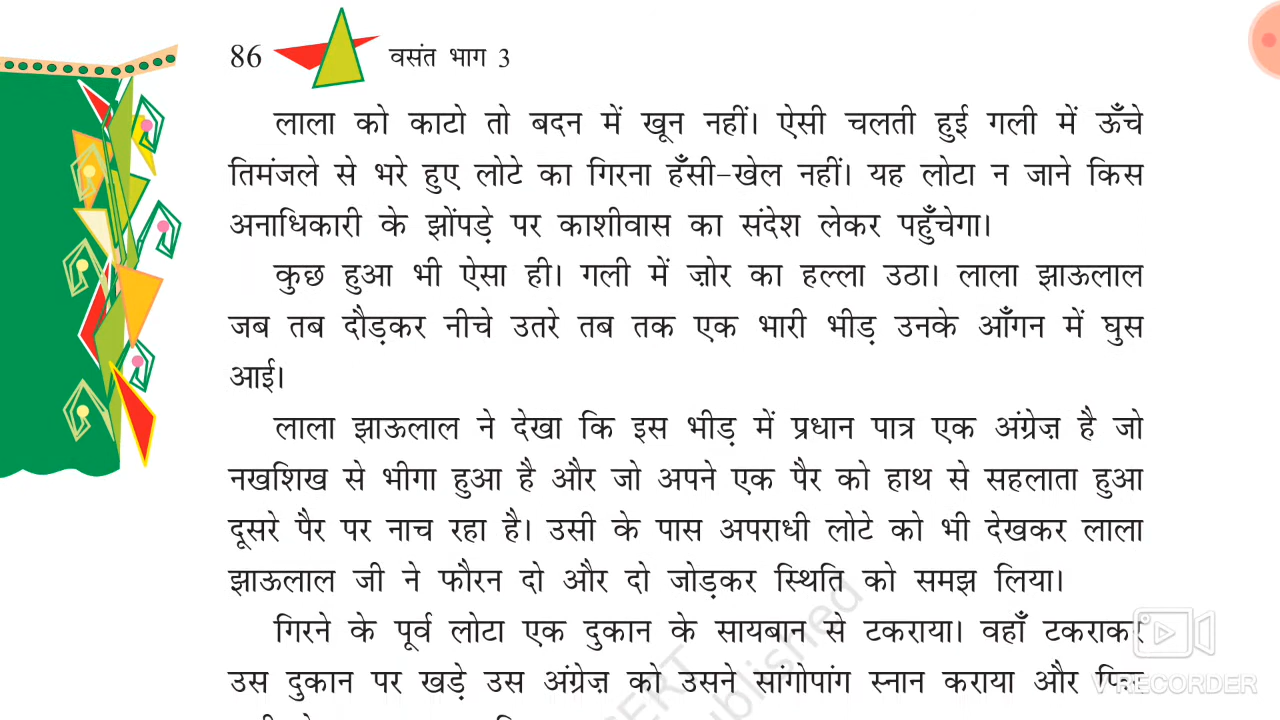 86 वसंत भाग 3
लाला को काटो तो बदन में खून नहीं। ऐसी चलती हुई गली में ऊँचे
तिमंजले से भरे हुए लोटे का गिरना हँसी-खेल नहीं। यह लोटा न जाने किस
अनाधिकारी के झोंपड़े पर काशीवास का संदेश लेकर पहुँचेगा।
कुछ हुआ भी ऐसा ही। गली में ज़ोर का हल्ला उठा। लाला झाऊलाल
जब तब दौड़कर नीचे उतरे तब तक एक भारी भीड़ उनके आँगन में घुस
आई।
लाला झाऊलाल ने देखा कि इस भीड़ में प्रधान पात्र एक अंग्रेज़ है जो
नखशिख से भीगा हुआ है और जो अपने एक पैर को हाथ से सहलाता हुआ
दूसरे पैर पर नाच रहा है। उसी के पास अपराधी लोटे को भी देखकर लाला
झाऊलाल जी ने फौरन दो और दो जोड़कर स्थिति को समझ लिया।
गिरने के पूर्व लोटा एक दुकान के सायबान से टकराया। वहाँ टकराकर
उस दुकान पर खड़े उस अंग्रेज़ को उसने सांगोपांग स्नान कराया और
published
V RECORDER